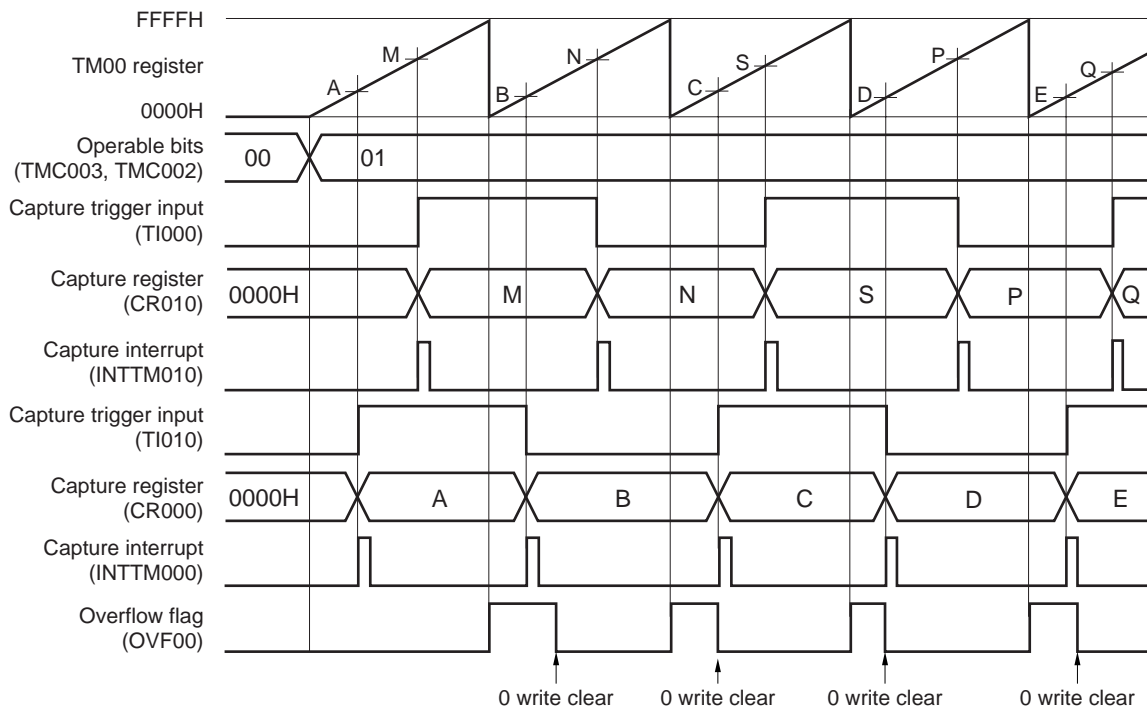 FFFFH
TM00 register
0000H
A M B N C S D P E Q
Operable bits
(TMC003, TMC002)
00 01
Capture trigger input
(TI000)
Capture register
(CR010)
0000H M N S P Q
Capture interrupt
(INTTM010)
Capture trigger input
(TI010)
Capture register
(CR000)
0000H A B C D E
Capture interrupt
(INTTM000)
Overflow flag
(OVF00)
0 write clear 0 write clear 0 write clear 0 write clear